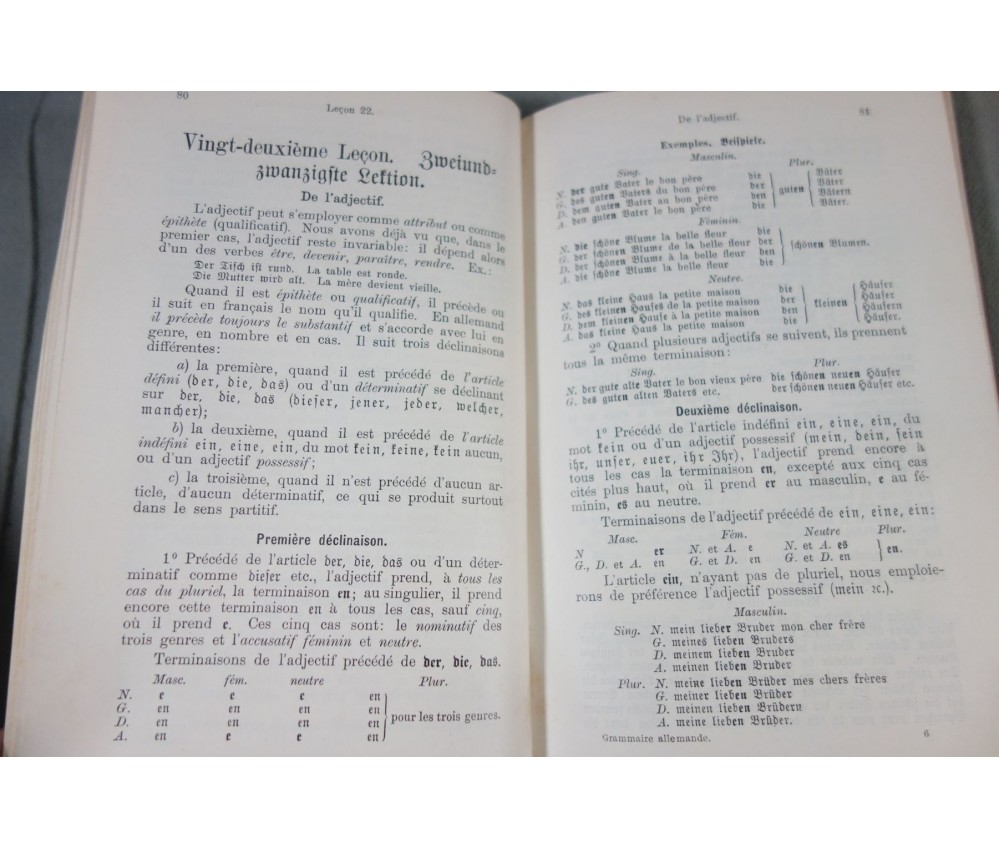 80
Leçon 22.
Vingt-deuxième Leçon. Zweiund-
zwanzigste Lektion.
De l'adjectif.
L'adjectif peut s'employer comme attribut ou comme
épithète (qualificatif). Nous avons déjà vu que, dans le
premier cas, l'adjectif reste invariable: il dépend alors
d'un des verbes être, devenir, paraître, rendre. Ex.:
Der Tisch ist rund. La table est ronde.
Die Mutter wird alt. La mère devient vieille.
Quand il est épithète ou qualificatif, il précède ou
il suit en français le nom qu'il qualifie. En allemand
il précède toujours le substantif et s'accorde avec lui en
genre, en nombre et en cas. Il suit trois déclinaisons
différentes:
a) la première, quand il est précédé de l'article
défini (der, die, das) ou d'un déterminatif se déclinant
sur der, die, das (dieser, jener, jeder, welcher,
mancher);
b) la deuxième, quand il est précédé de l'article
indéfini ein, eine, ein, du mot kein, keine, kein aucun,
ou d'un adjectif possessif;
c) la troisième, quand il n'est précédé d'aucun ar-
ticle, d'aucun déterminatif, ce qui se produit surtout
dans le sens partitif.
Première déclinaison.
1º Précédé de l'article der, die, das ou d'un déter-
minatif comme dieser etc., l'adjectif prend, à tous les
cas du pluriel, la terminaison en; au singulier, il prend
encore cette terminaison en à tous les cas, sauf cinq,
où il prend e. Ces cinq cas sont: le nominatif des
trois genres et l'accusatif féminin et neutre.
Terminaisons de l'adjectif précédé de der, die, das.
Masc. fém. neutre Plur.
N. e e e en
G. en en en en
pour les trois genres.
D. en en en en
A. en e e en
De l'adjectif. 81
Exemples. Beispiele.
Masculin.
Sing. Plur.
N. der gute Vater le bon père die Väter
G. des guten Vaters du bon père der Väter
guten
D. dem guten Vater au bon père den Vätern
A. den guten Vater le bon père die Väter.
Féminin.
N. die schöne Blume la belle fleur die
G. der schönen Blume de la belle fleur der
schönen Blumen.
D. der schönen Blume à la belle fleur den
A. die schöne Blume la belle fleur die
Neutre.
N. das kleine Haus la petite maison die Häuser
G. des kleinen Hauses de la petite maison der Häuser
kleinen
D. dem kleinen Hause à la petite maison den Häusern
A. das kleine Haus la petite maison die Häuser.
2º Quand plusieurs adjectifs se suivent, ils prennent
tous la même terminaison:
Sing. Plur.
N. der gute alte Vater le bon vieux père die schönen neuen Häuser
G. des guten alten Vaters etc. der schönen neuen Häuser etc.
Deuxième déclinaison.
1º Précédé de l'article indéfini ein, eine, ein, du
mot kein ou d'un adjectif possessif (mein, dein, sein
ihr, unser, euer, ihr Ihr), l'adjectif prend encore à
tous les cas la terminaison en, excepté aux cinq cas
cités plus haut, où il prend er au masculin, e au fé-
minin, es au neutre.
Terminaisons de l'adjectif précédé de ein, eine, ein:
Masc. Fém. Neutre Plur.
N er N. et A. e N. et A. es
en.
G., D. et A. en G. et D. en G. et D. en
L'article ein, n'ayant pas de pluriel, nous emploie-
rons de préférence l'adjectif possessif (mein ꝛc.).
Masculin.
Sing. N. mein lieber Bruder mon cher frère
G. meines lieben Bruders
D. meinem lieben Bruder
A. meinen lieben Bruder
Plur. N. meine lieben Brüder mes chers frères
G. meiner lieben Brüder
D. meinen lieben Brüdern
A. meine lieben Brüder.
Grammaire allemande. 6